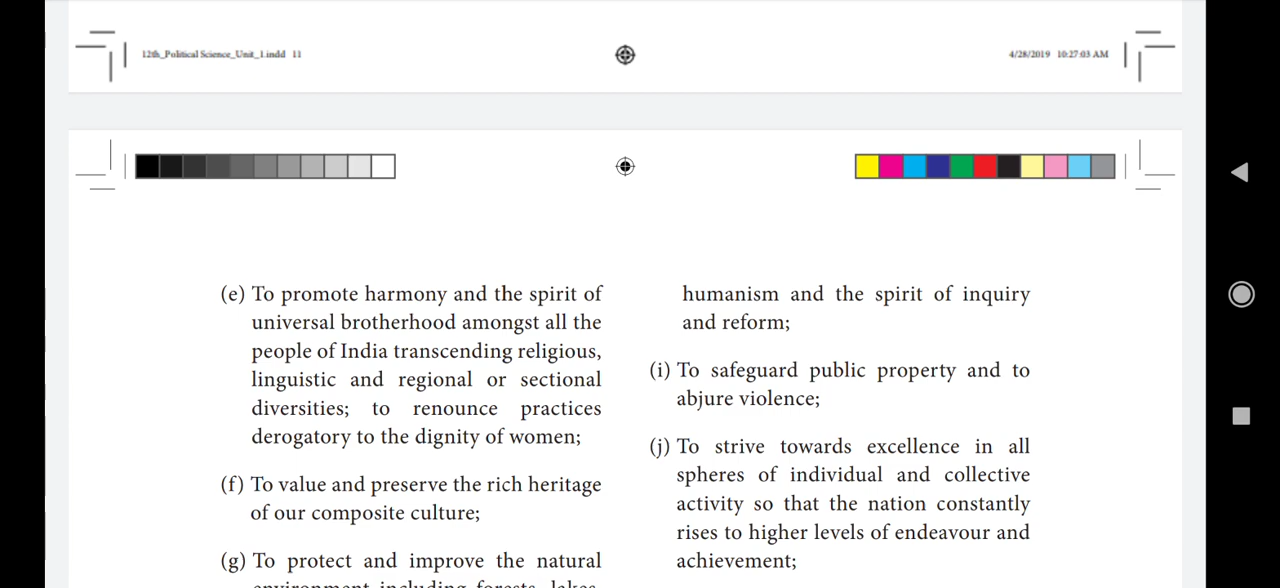 12th_Political Science_Unit_1.indd 11
4/28/2019 10:27:03 AM
(e) To promote harmony and the spirit of
universal brotherhood amongst all the
people of India transcending religious,
linguistic and regional or sectional
diversities; to renounce practices
derogatory to the dignity of women;
(f) To value and preserve the rich heritage
of our composite culture;
(g) To protect and improve the natural
environment including forests, lakes,
humanism and the spirit of inquiry
and reform;
(i) To safeguard public property and to
abjure violence;
(j) To strive towards excellence in all
spheres of individual and collective
activity so that the nation constantly
rises to higher levels of endeavour and
achievement;